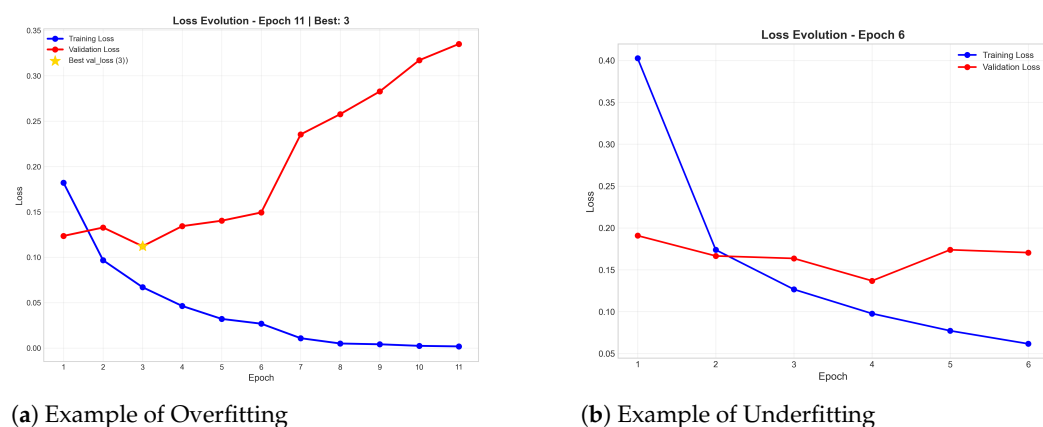 Loss Evolution - Epoch 11 | Best: 3
Training Loss
Validation Loss
Best val_loss (3))
0.35
0.30
0.25
0.20
0.15
0.10
0.05
0.00
Loss
1 2 3 4 5 6 7 8 9 10 11
Epoch
(a) Example of Overfitting
Loss Evolution - Epoch 6
Training Loss
Validation Loss
0.40
0.35
0.30
0.25
0.20
0.15
0.10
0.05
Loss
1 2 3 4 5 6
Epoch
(b) Example of Underfitting